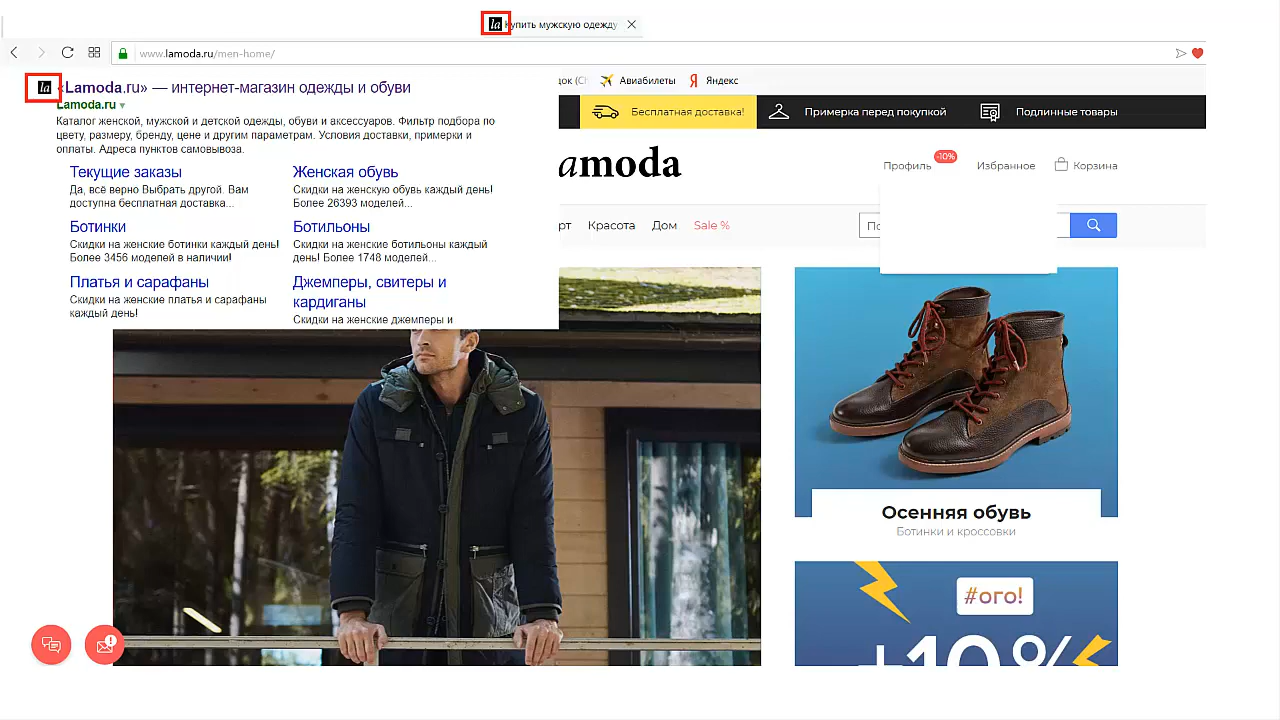 la
Купить мужскую одежду
www.lamoda.ru/men-home/
la
«Lamoda.ru» — интернет-магазин одежды и обуви
Lamoda.ru
Каталог женской, мужской и детской одежды, обуви и аксессуаров. Фильтр подбора по
цвету, размеру, бренду, цене и другим параметрам. Условия доставки, примерки и
оплаты. Адреса пунктов самовывоза.
Текущие заказы
Да, всё верно Выбрать другой. Вам
доступна бесплатная доставка...
Женская обувь
Скидки на женскую обувь каждый день!
Более 26393 моделей...
Ботинки
Скидки на женские ботинки каждый день!
Более 3456 моделей в наличии!
Ботильоны
Скидки на женские ботильоны каждый
день! Более 1748 моделей...
Платья и сарафаны
Скидки на женские платья и сарафаны
каждый день!
Джемперы, свитеры и
кардиганы
Скидки на женские джемперы и
Авиабилеты
Яндекс
Бесплатная доставка!
Примерка перед покупкой
Подлинные товары
lamoda
Профиль
-10%
Избранное
Корзина
Красота
Дом
Sale %
Осенняя обувь
Ботинки и кроссовки
#ого!
+10%